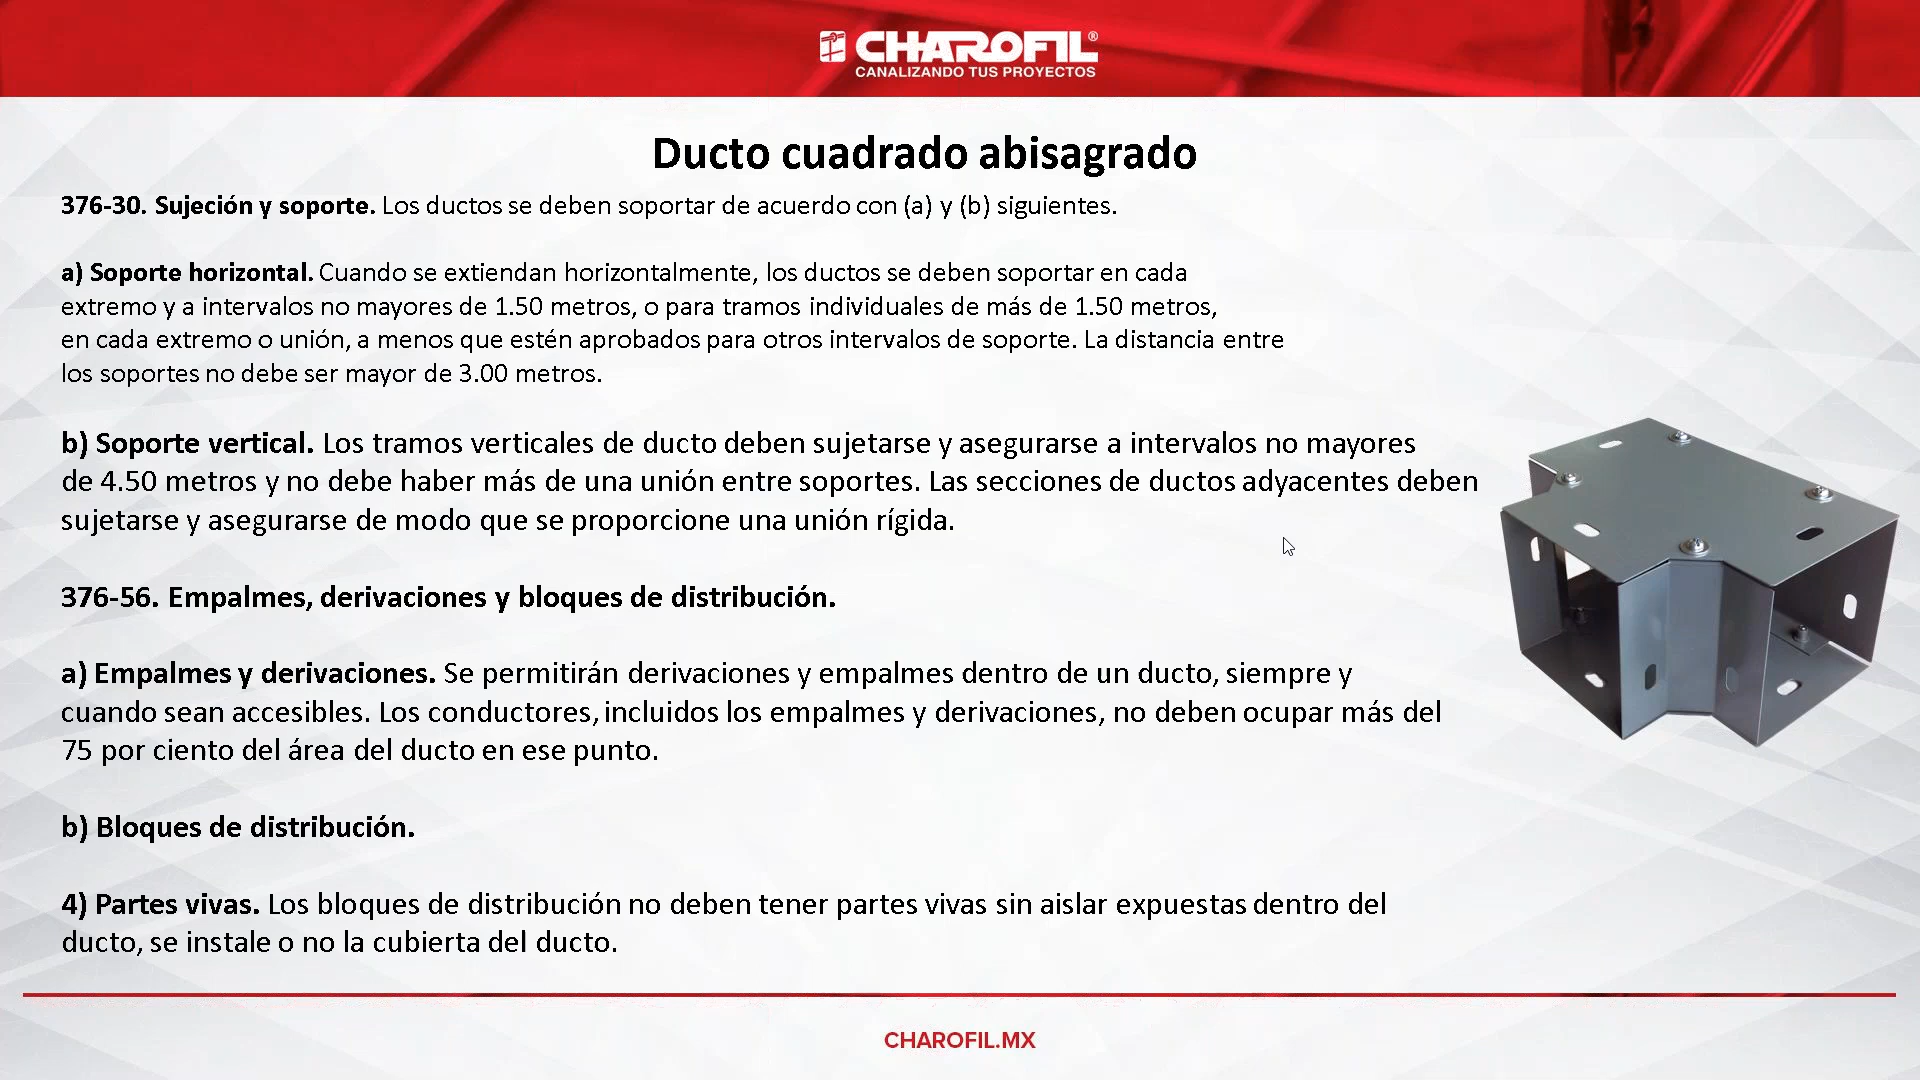 CHAROFIL®
CANALIZANDO TUS PROYECTOS
Ducto cuadrado abisagrado
376-30. Sujeción y soporte. Los ductos se deben soportar de acuerdo con (a) y (b) siguientes.
a) Soporte horizontal. Cuando se extiendan horizontalmente, los ductos se deben soportar en cada
extremo y a intervalos no mayores de 1.50 metros, o para tramos individuales de más de 1.50 metros,
en cada extremo o unión, a menos que estén aprobados para otros intervalos de soporte. La distancia entre
los soportes no debe ser mayor de 3.00 metros.
b) Soporte vertical. Los tramos verticales de ducto deben sujetarse y asegurarse a intervalos no mayores
de 4.50 metros y no debe haber más de una unión entre soportes. Las secciones de ductos adyacentes deben
sujetarse y asegurarse de modo que se proporcione una unión rígida.
376-56. Empalmes, derivaciones y bloques de distribución.
a) Empalmes y derivaciones. Se permitirán derivaciones y empalmes dentro de un ducto, siempre y
cuando sean accesibles. Los conductores, incluidos los empalmes y derivaciones, no deben ocupar más del
75 por ciento del área del ducto en ese punto.
b) Bloques de distribución.
4) Partes vivas. Los bloques de distribución no deben tener partes vivas sin aislar expuestas dentro del
ducto, se instale o no la cubierta del ducto.
CHAROFIL.MX